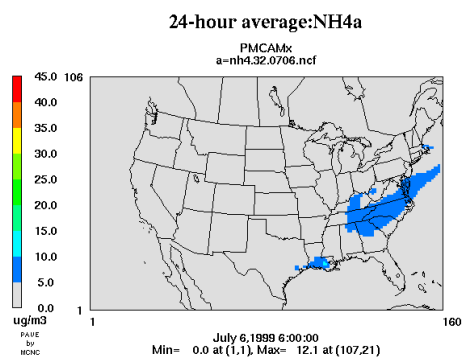 24-hour average:NH4a
PMCAMx
a=nh4.32.0706.ncf
106
45.0
40.0
35.0
30.0
25.0
20.0
15.0
10.0
5.0
0.0
ug/m3
1
1
160
PAVE
by
MCNC
July 6,1999 6:00:00
Min= 0.0 at (1,1), Max= 12.1 at (107,21)